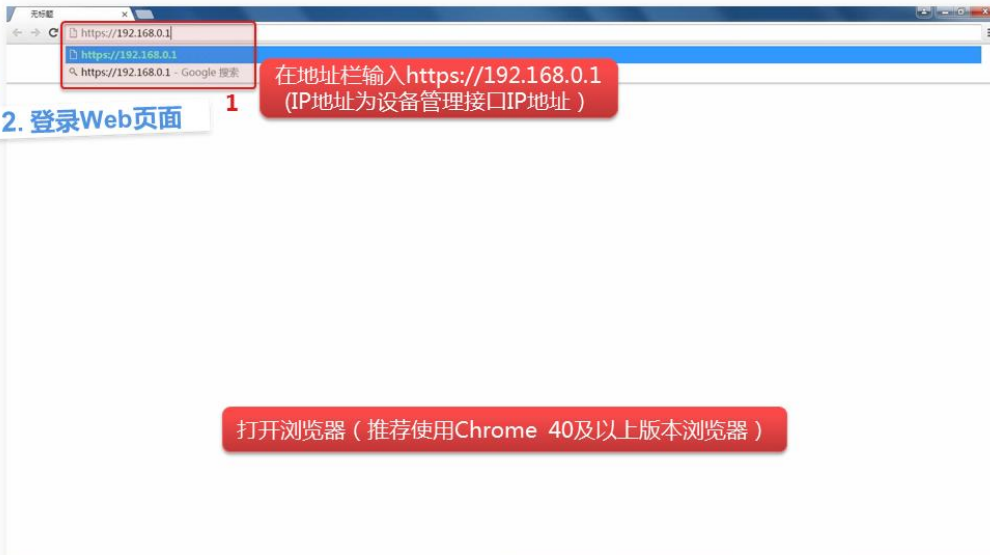 无标题
https://192.168.0.1
https://192.168.0.1
https://192.168.0.1 - Google 搜索
1
在地址栏输入https://192.168.0.1
(IP地址为设备管理接口IP地址）
2. 登录Web页面
打开浏览器（推荐使用Chrome 40及以上版本浏览器）